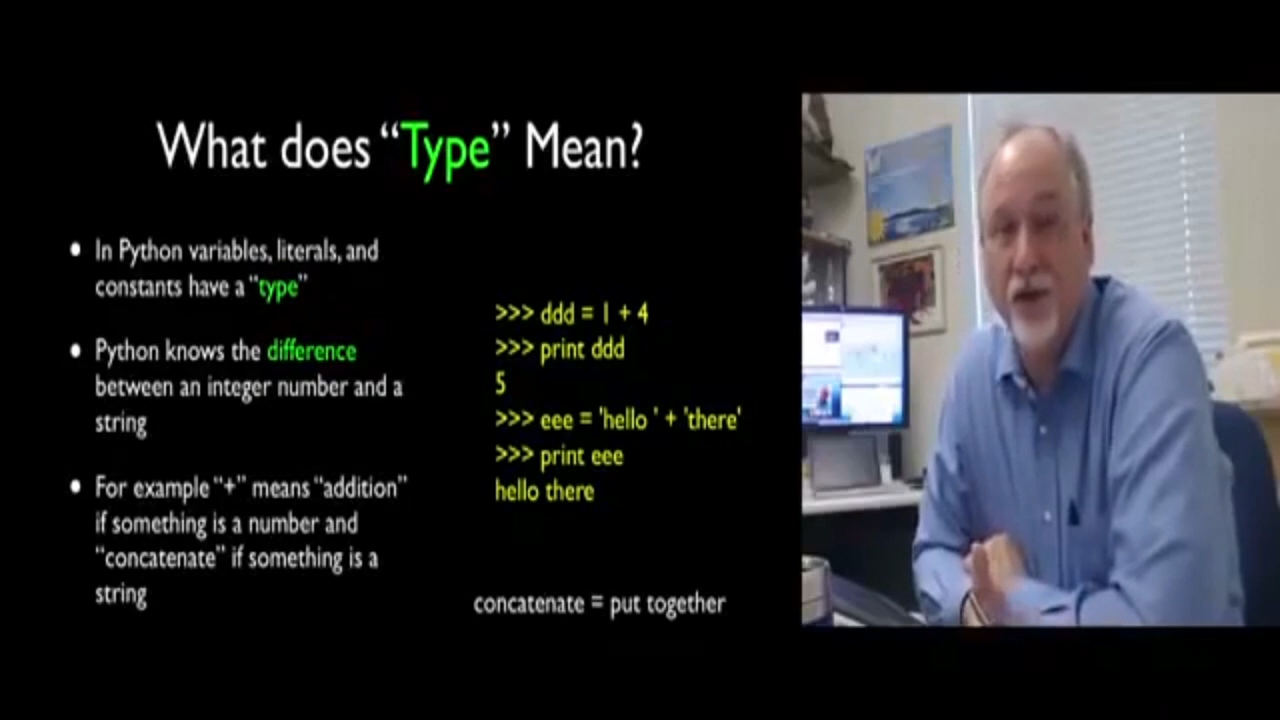 What does “Type” Mean?
• In Python variables, literals, and
constants have a “type”
• Python knows the difference
between an integer number and a
string
• For example “+” means “addition”
if something is a number and
“concatenate” if something is a
string
>>> ddd = 1 + 4
>>> print ddd
5
>>> eee = 'hello ' + 'there'
>>> print eee
hello there
concatenate = put together